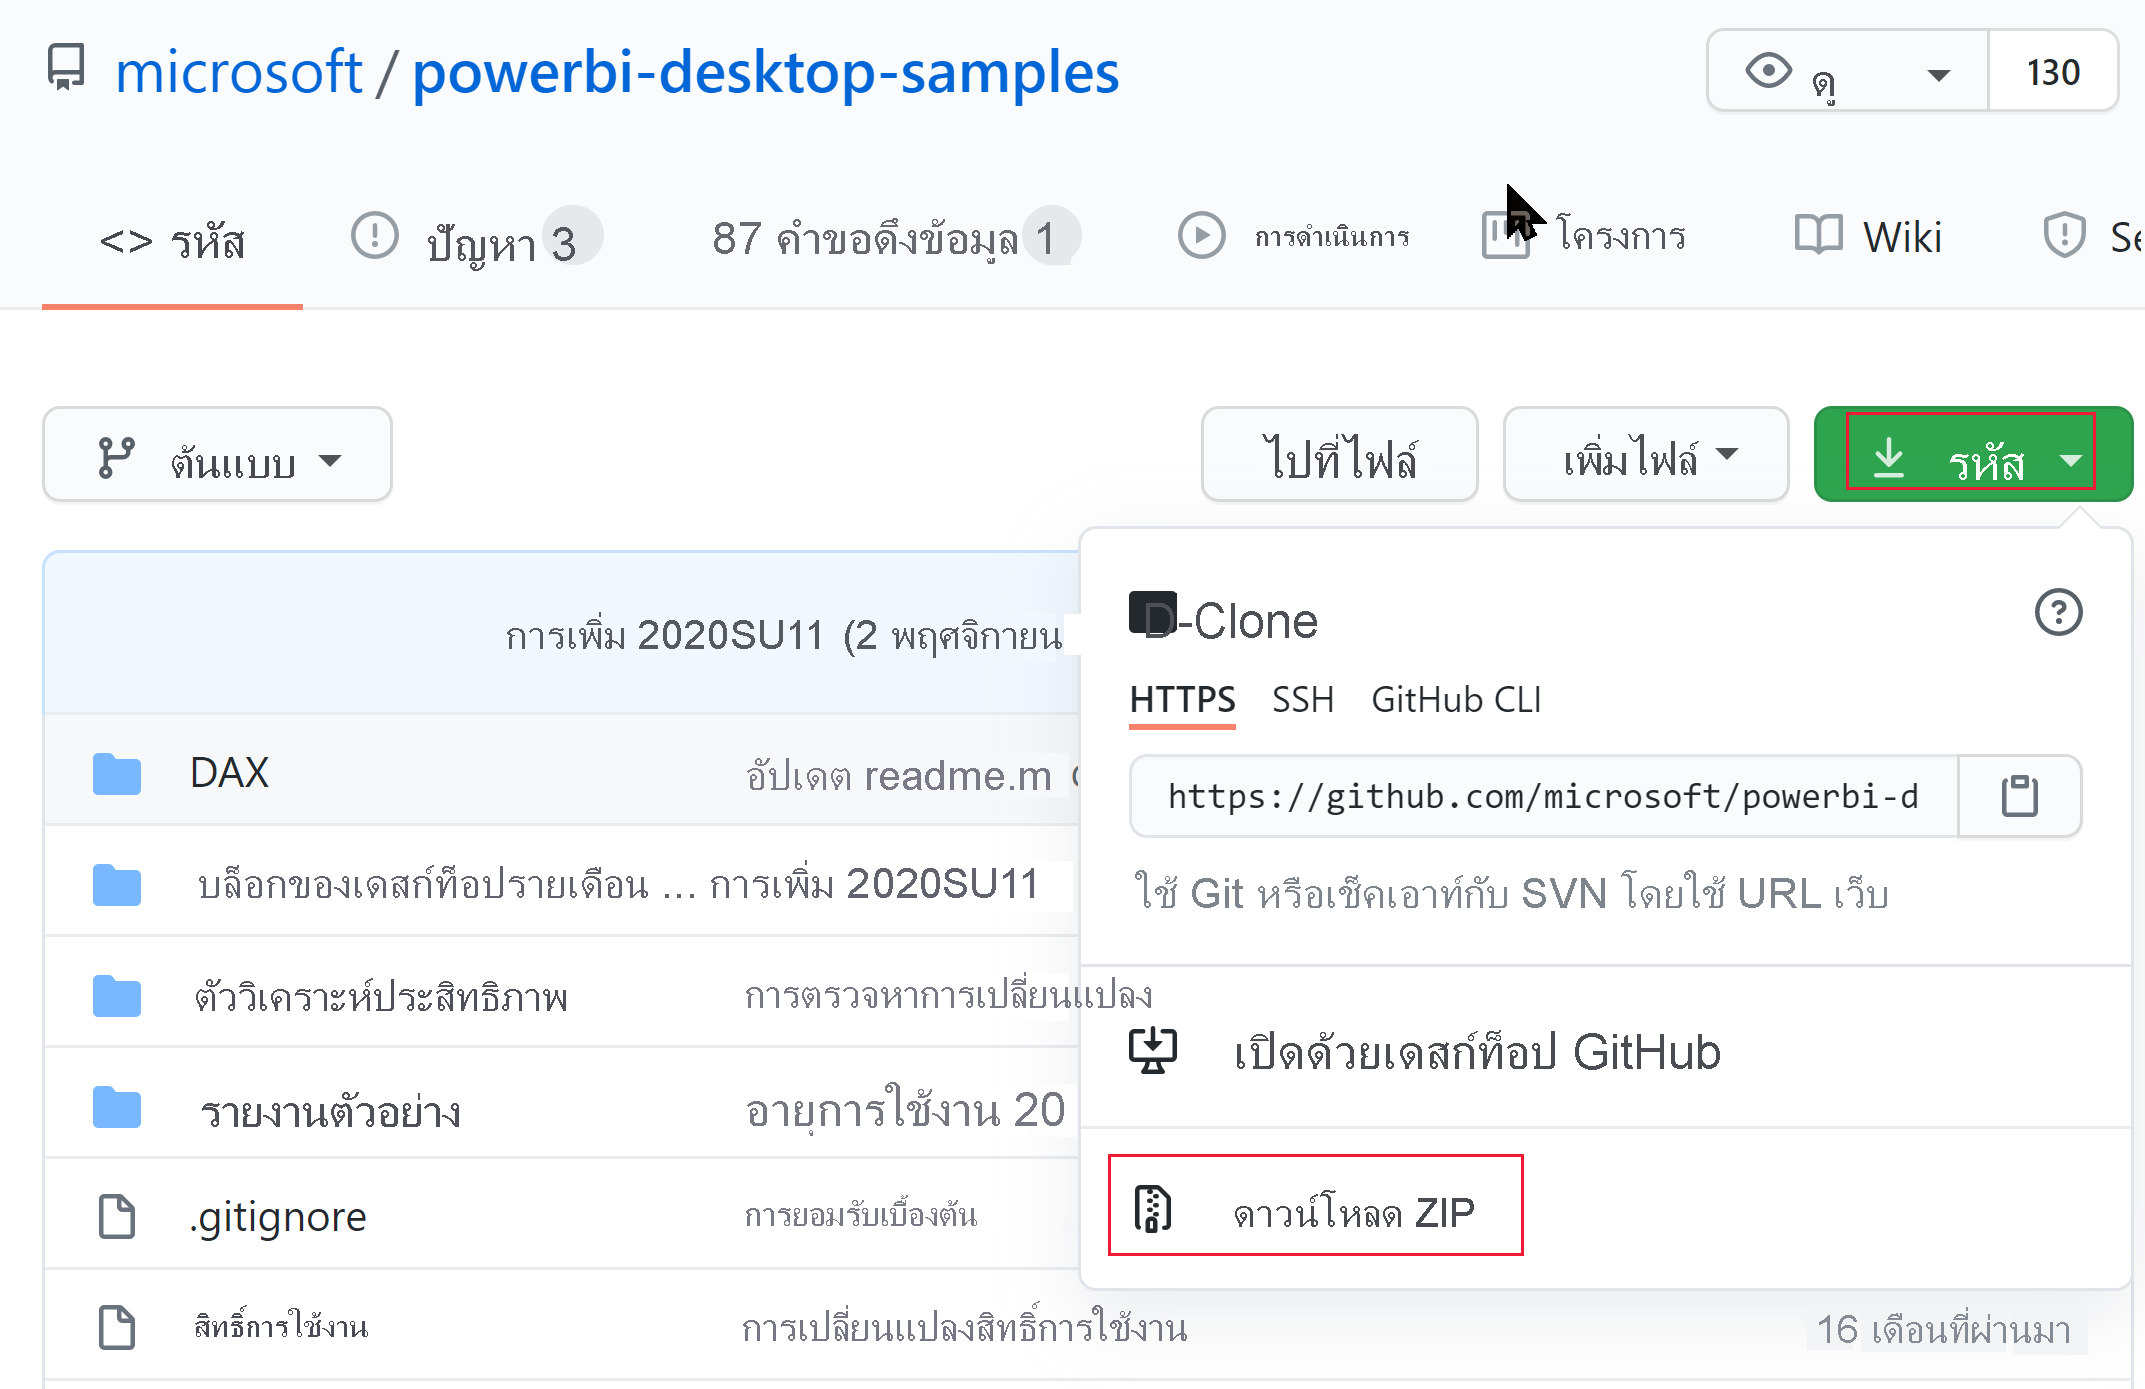 microsoft / powerbi-desktop-samples
ดู 130
<> รหัส ปัญหา 3 87 คำขอดึงข้อมูล 1 การดำเนินการ โครงการ Wiki Se
ต้นแบบ ไปที่ไฟล์ เพิ่มไฟล์ รหัส
D-Clone
การเพิ่ม 2020SU11 (2 พฤศจิกายน
HTTPS SSH GitHub CLI
DAX อัปเดต readme.m
https://github.com/microsoft/powerbi-d
บล็อกของเดสก์ท็อปรายเดือน ... การเพิ่ม 2020SU11
ใช้ Git หรือเช็คเอาท์กับ SVN โดยใช้ URL เว็บ
ตัววิเคราะห์ประสิทธิภาพ การตรวจหาการเปลี่ยนแปลง
เปิดด้วยเดสก์ท็อป GitHub
รายงานตัวอย่าง อายุการใช้งาน 20
.gitignore การยอมรับเบื้องต้น
ดาวน์โหลด ZIP
สิทธิ์การใช้งาน การเปลี่ยนแปลงสิทธิ์การใช้งาน 16 เดือนที่ผ่านมา